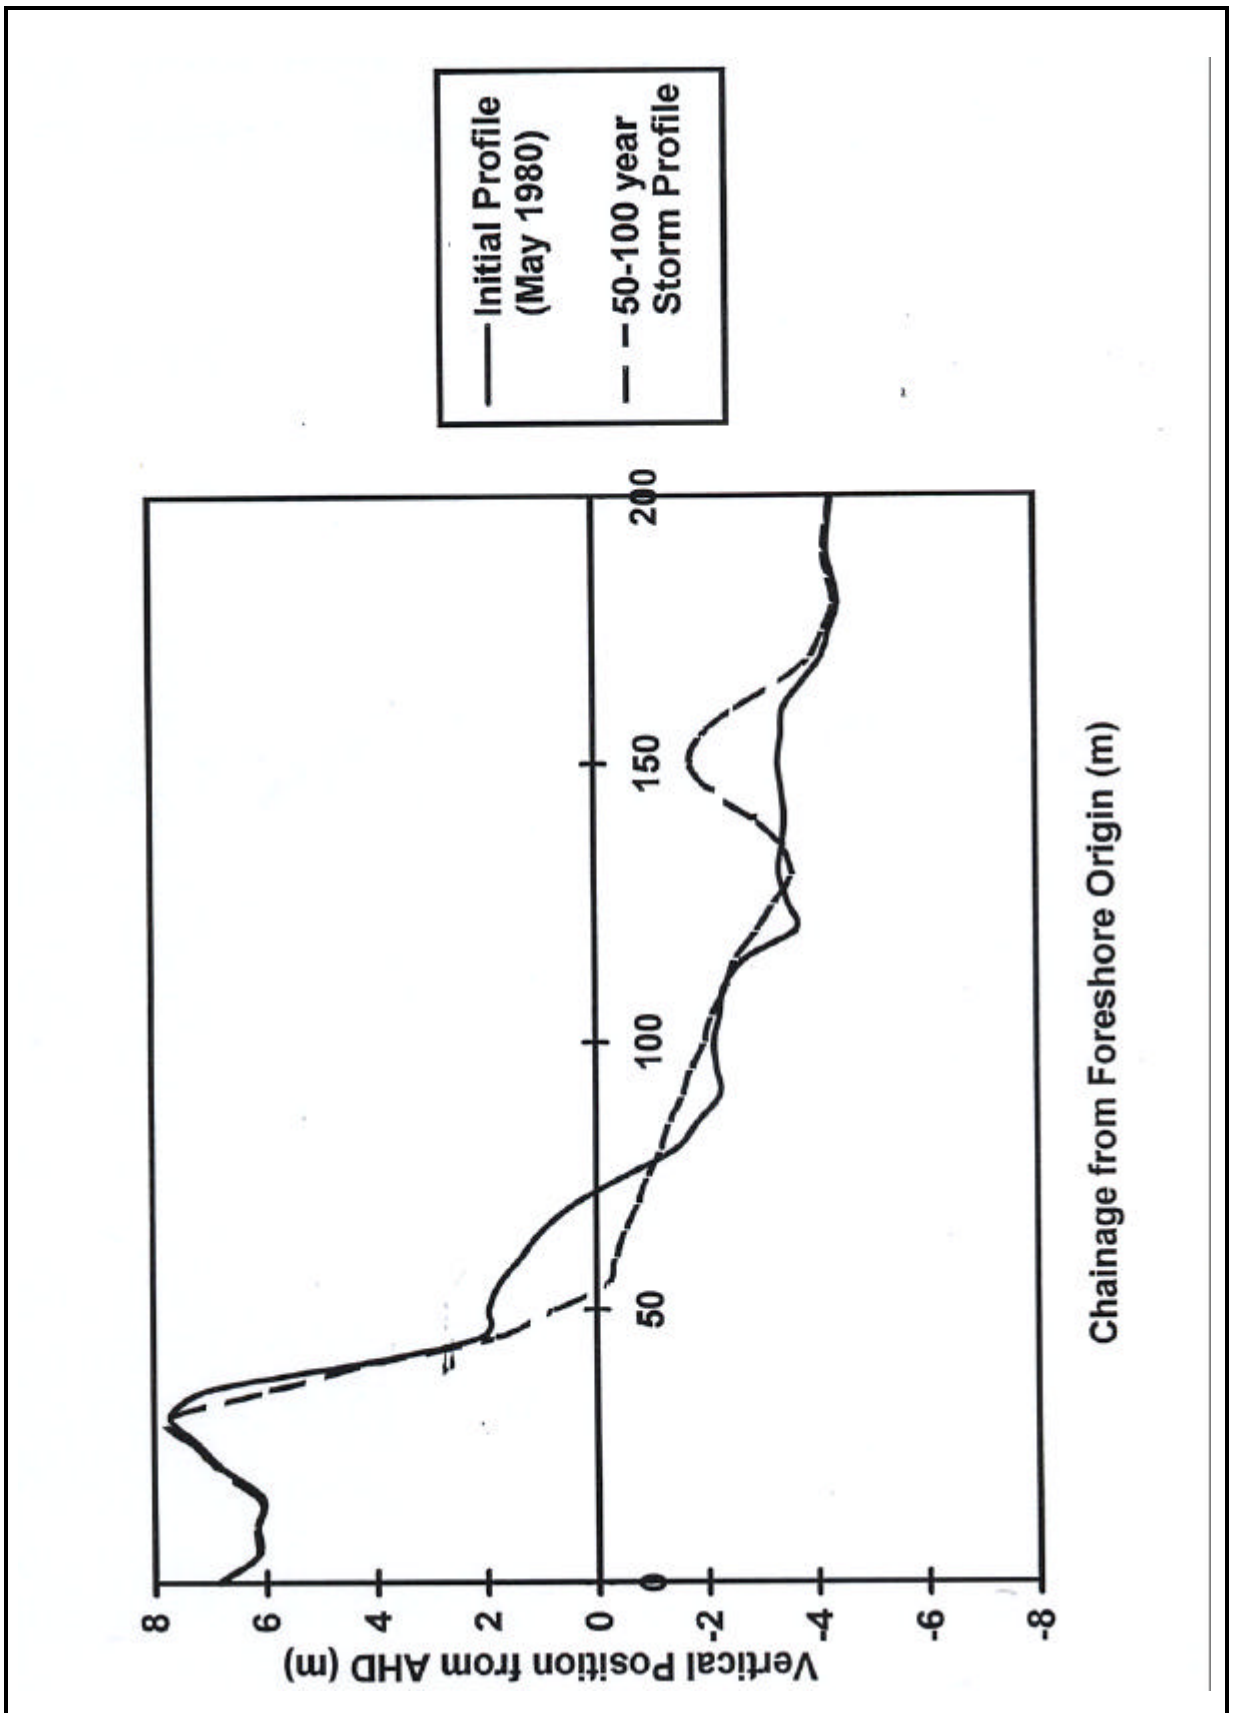 Initial Profile
(May 1980)
50-100 year
Storm Profile
8
6
4
2
0
-2
-4
-6
-8
Vertical Position from AHD (m)
0
50
100
150
200
Chainage from Foreshore Origin (m)